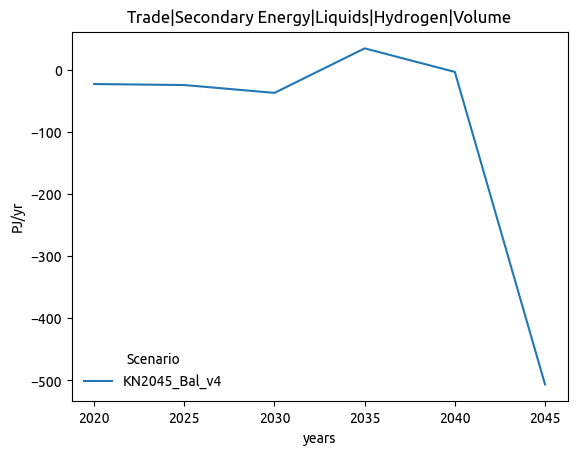 Trade|Secondary Energy|Liquids|Hydrogen|Volume
0
−100
−200
−300
−400
−500
PJ/yr
Scenario
KN2045_Bal_v4
2020 2025 2030 2035 2040 2045
years